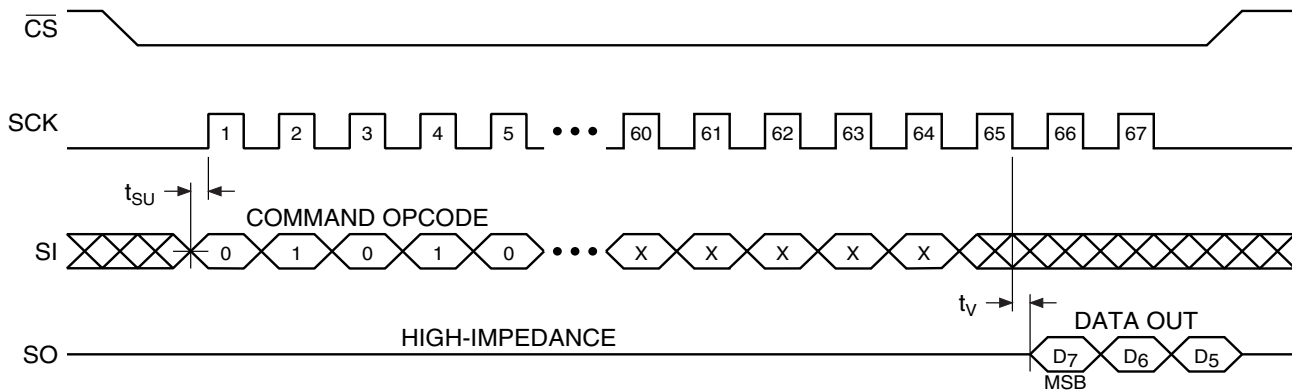 CS
SCK
1 2 3 4 5 • • • 60 61 62 63 64 65 66 67
tSU
COMMAND OPCODE
SI
0 1 0 1 0 • • • X X X X X
tV
DATA OUT
HIGH-IMPEDANCE
SO
D7 D6 D5
MSB